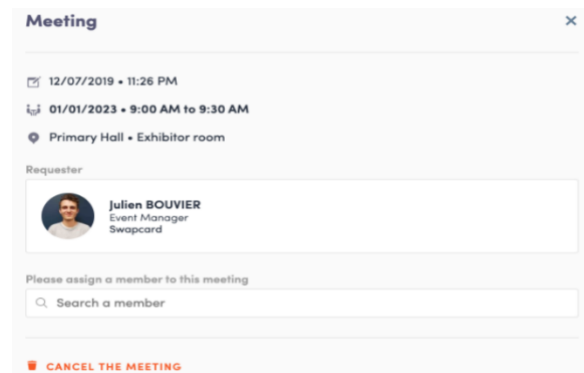 Meeting
12/07/2019 • 11:26 PM
01/01/2023 • 9:00 AM to 9:30 AM
Primary Hall • Exhibitor room
Requester
Julien BOUVIER
Event Manager
Swapcard
Please assign a member to this meeting
Search a member
CANCEL THE MEETING